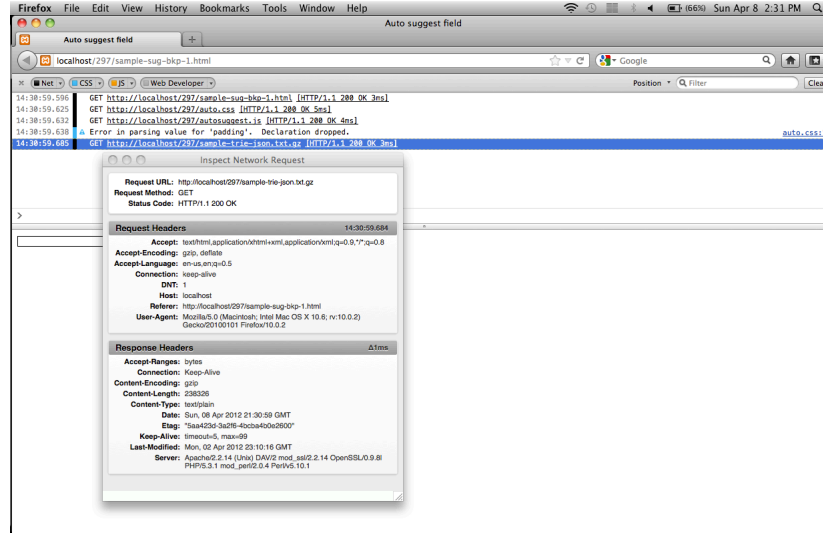 Firefox File Edit View History Bookmarks Tools Window Help (66%) Sun Apr 8 2:31 PM
Auto suggest field
Auto suggest field +
localhost/297/sample-sug-bkp-1.html Google
Net CSS JS Web Developer Position Filter Clea
14:30:59.596 GET http://localhost/297/sample-sug-bkp-1.html [HTTP/1.1 200 OK 3ms]
14:30:59.625 GET http://localhost/297/auto.css [HTTP/1.1 200 OK 5ms]
14:30:59.632 GET http://localhost/297/autosuggest.js [HTTP/1.1 200 OK 4ms]
14:30:59.638 Error in parsing value for 'padding'. Declaration dropped. auto.css:
14:30:59.685 GET http://localhost/297/sample-trie-json.txt.gz [HTTP/1.1 200 OK 3ms]
Inspect Network Request
Request URL: http://localhost/297/sample-trie-json.txt.gz
Request Method: GET
Status Code: HTTP/1.1 200 OK
>
Request Headers 14:30:59.684
Accept: text/html,application/xhtml+xml,application/xml;q=0.9,*/*;q=0.8
Accept-Encoding: gzip, deflate
Accept-Language: en-us,en;q=0.5
Connection: keep-alive
DNT: 1
Host: localhost
Referer: http://localhost/297/sample-sug-bkp-1.html
User-Agent: Mozilla/5.0 (Macintosh; Intel Mac OS X 10.6; rv:10.0.2)
Gecko/20100101 Firefox/10.0.2
Response Headers Δ1ms
Accept-Ranges: bytes
Connection: Keep-Alive
Content-Encoding: gzip
Content-Length: 238326
Content-Type: text/plain
Date: Sun, 08 Apr 2012 21:30:59 GMT
Etag: "5aa423d-3a2f6-4bcba4b0e2600"
Keep-Alive: timeout=5, max=99
Last-Modified: Mon, 02 Apr 2012 23:10:16 GMT
Server: Apache/2.2.14 (Unix) DAV/2 mod_ssl/2.2.14 OpenSSL/0.9.8l
PHP/5.3.1 mod_perl/2.0.4 Perl/v5.10.1